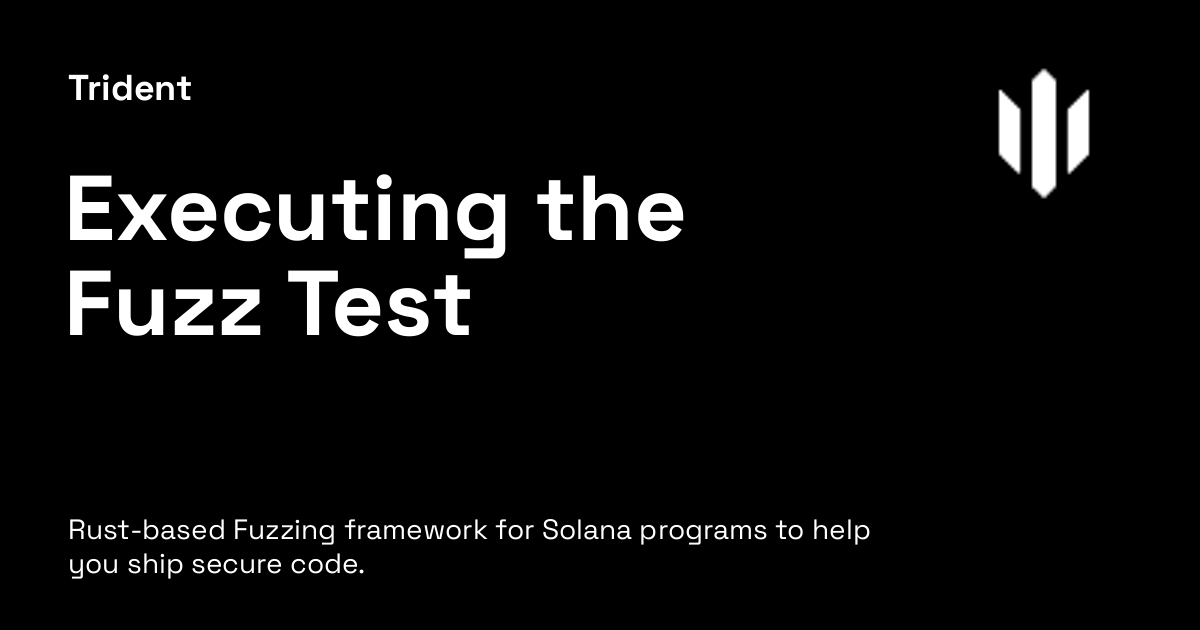 Trident
Executing the
Fuzz Test
Rust-based Fuzzing framework for Solana programs to help
you ship secure code.